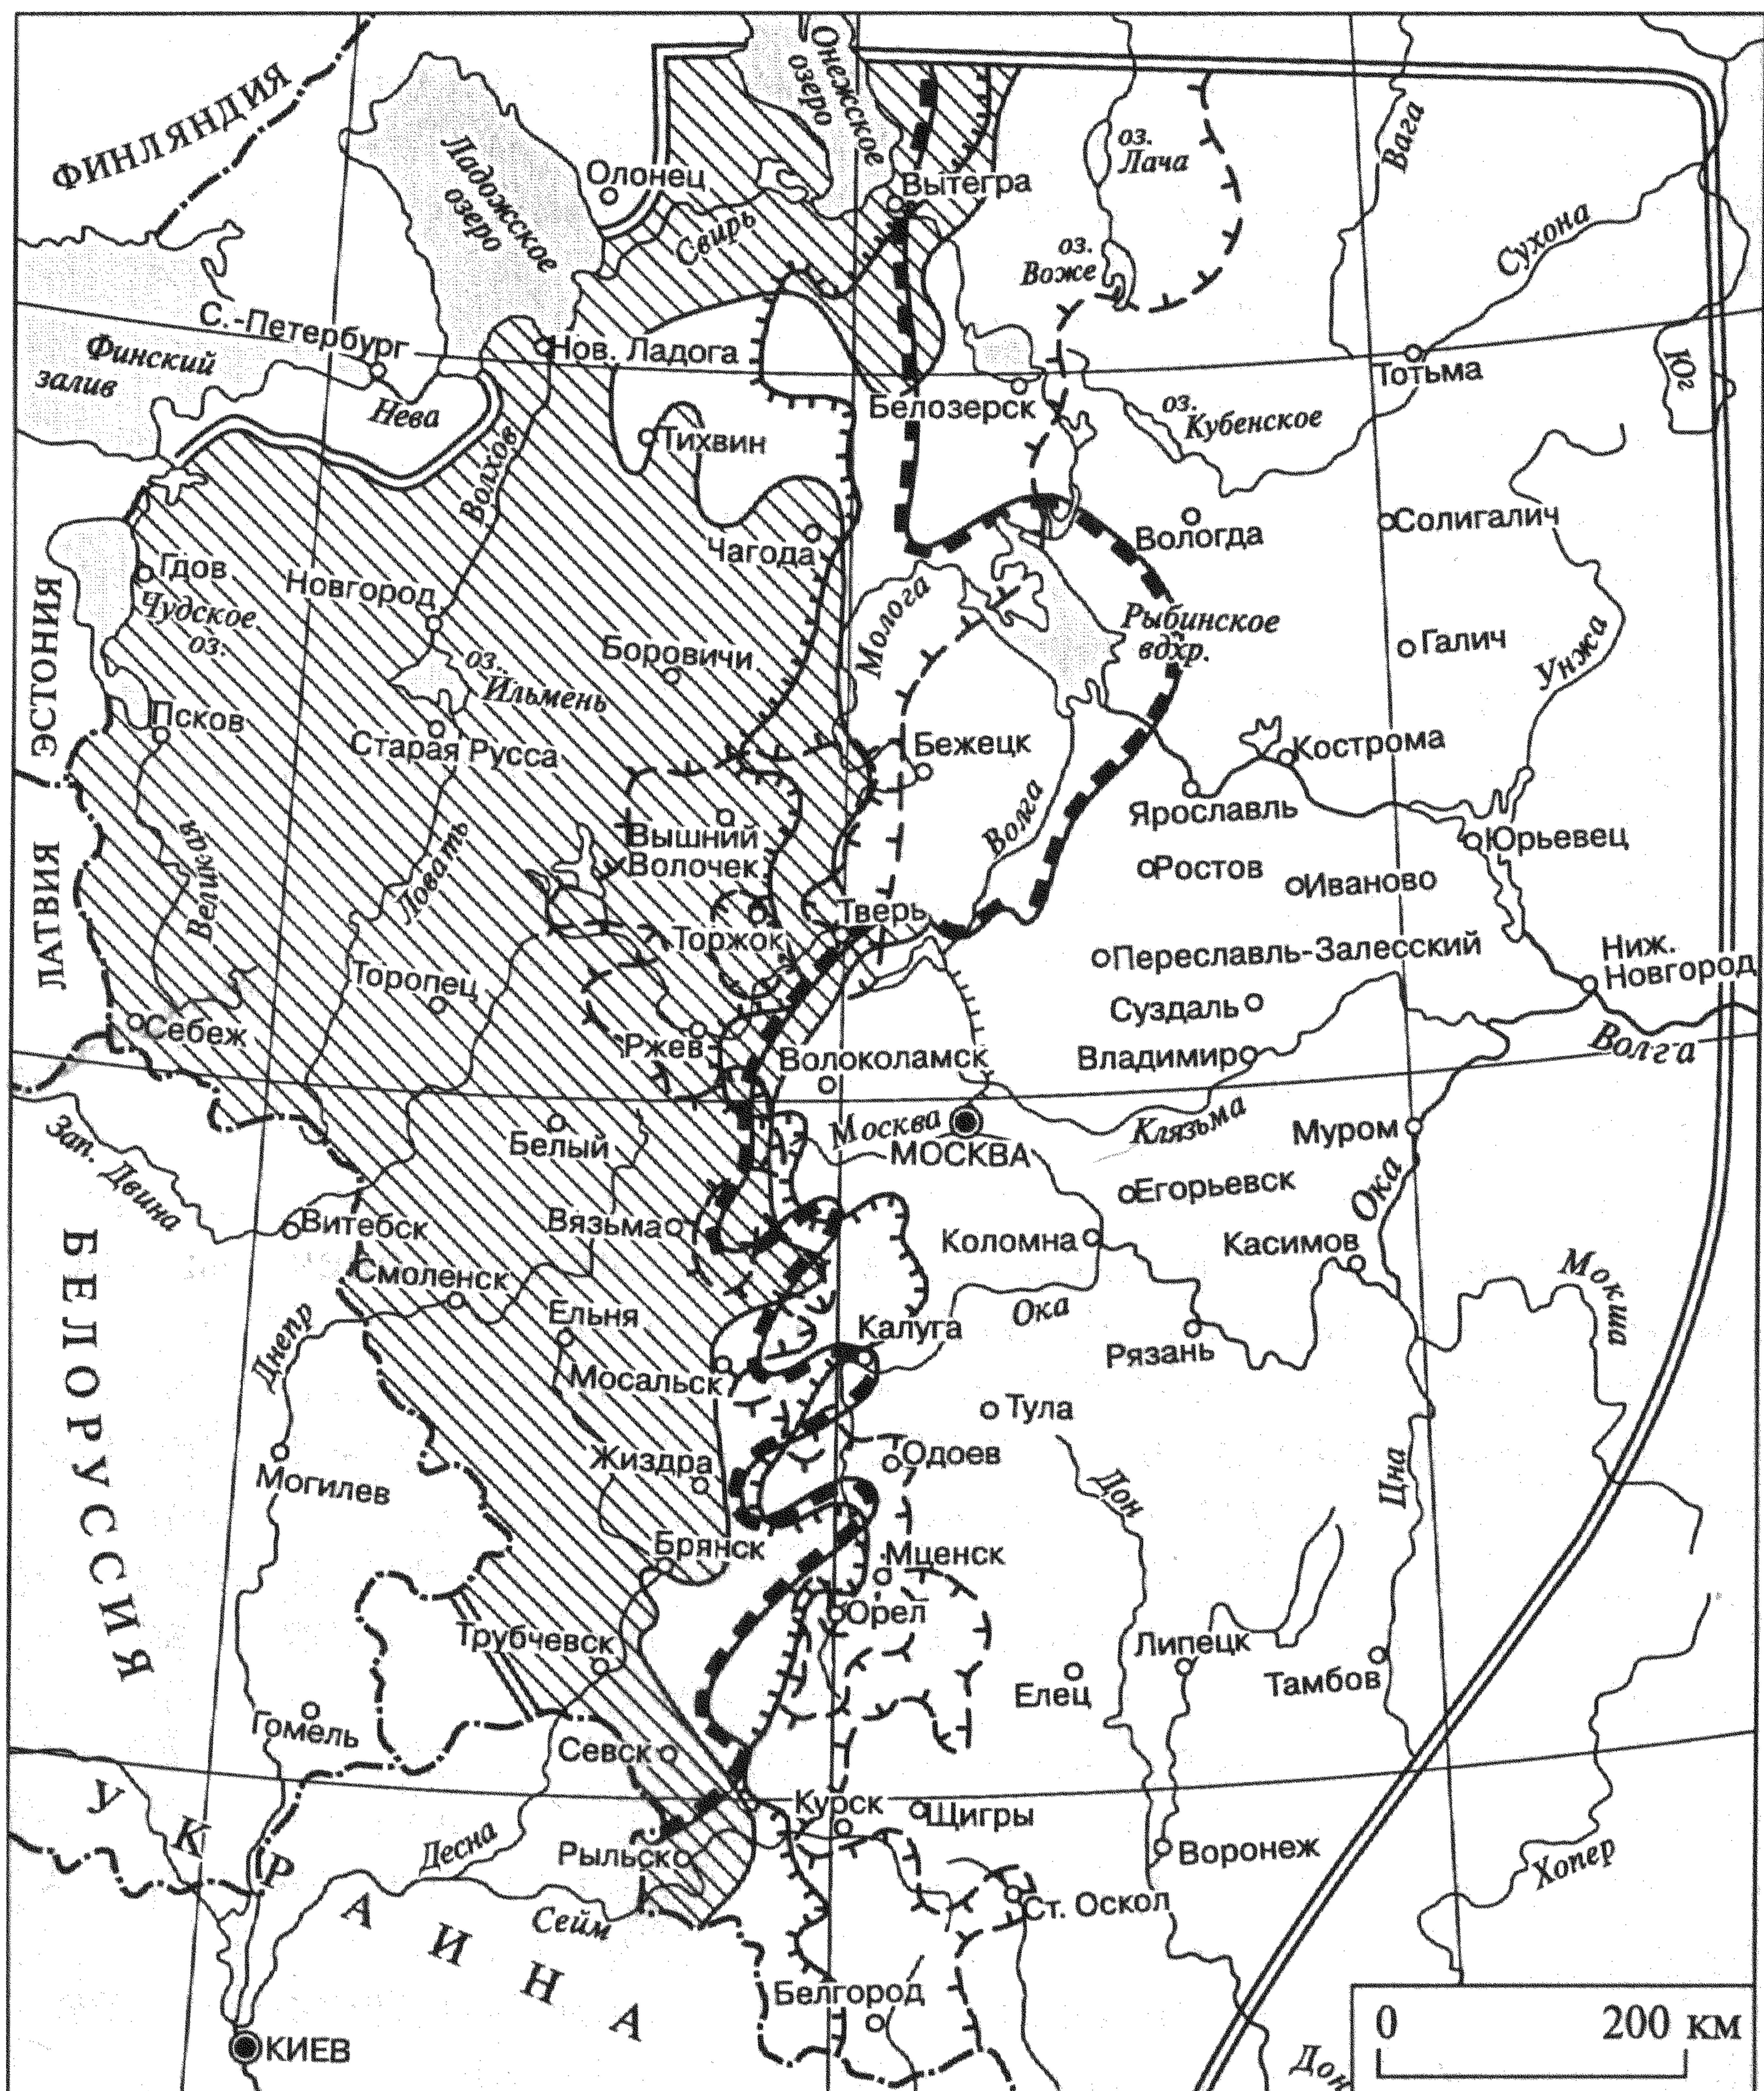 ФИНЛЯНДИЯ
Онежское
озеро
Ладожское
озеро
Олонец
Вытегра
оз.
Лача
Вага
Свирь
оз.
Воже
Сухона
С.-Петербург
Финский
залив
Нева
Нов. Ладога
Белозерск
Тотьма
Юг
оз.
Кубенское
Тихвин
Волхов
Чагода
Вологда
Солигалич
Гдов
Чудское
оз.
Новгород
ЭСТОНИЯ
Молога
Рыбинское
вдхр.
Галич
Унжа
Боровичи
оз.
Ильмень
Псков
Старая Русса
Бежецк
Кострома
Ярославль
Волга
Юрьевец
Вышний
Волочек
ЛАТВИЯ
Великая
Ловать
Ростов
Иваново
Тверь
Торжок
Переславль-Залесский
Ниж.
Новгород
Торопец
Суздаль
Себеж
Ржев
Волоколамск
Владимир
Волга
Зап. Двина
Белый
Москва
МОСКВА
Клязьма
Муром
Егорьевск
Ока
Витебск
Вязьма
Коломна
Касимов
Мокша
БЕЛОРУССИЯ
Смоленск
Днепр
Ельня
Калуга
Ока
Рязань
Мосальск
Тула
Жиздра
Одоев
Дон
Цна
Могилев
Брянск
Мценск
Трубчевск
Орел
Липецк
Елец
Тамбов
Гомель
Севск
УКРАИНА
Курск
Щигры
Десна
Рыльск
Воронеж
Хопер
Сейм
Ст. Оскол
Белгород
КИЕВ
Дон
0 200 км